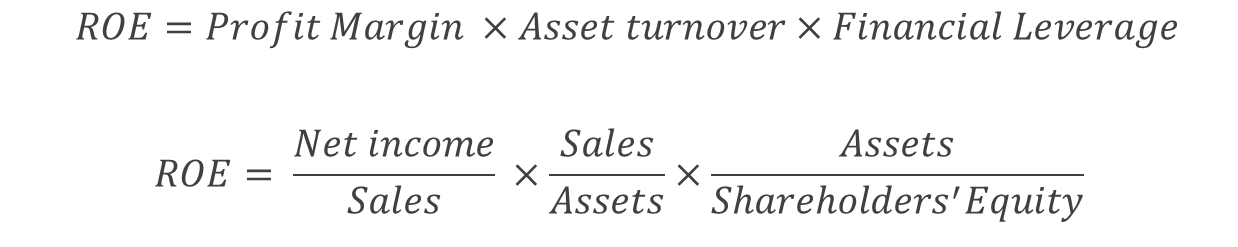 ROE = Profit Margin × Asset turnover × Financial Leverage
ROE = Net income / Sales × Sales / Assets × Assets / Shareholders' Equity